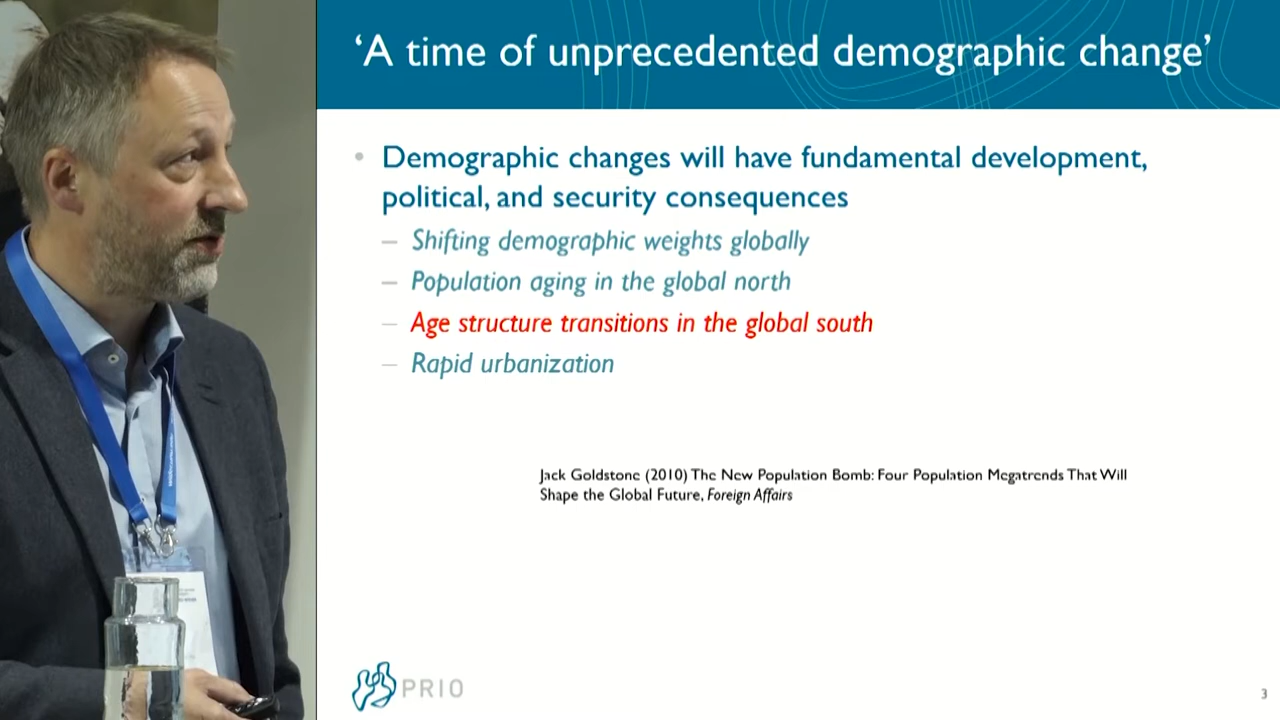 ‘A time of unprecedented demographic change’
• Demographic changes will have fundamental development,
political, and security consequences
– Shifting demographic weights globally
– Population aging in the global north
– Age structure transitions in the global south
– Rapid urbanization
Jack Goldstone (2010) The New Population Bomb: Four Population Megatrends That Will
Shape the Global Future, Foreign Affairs
PRIO
3